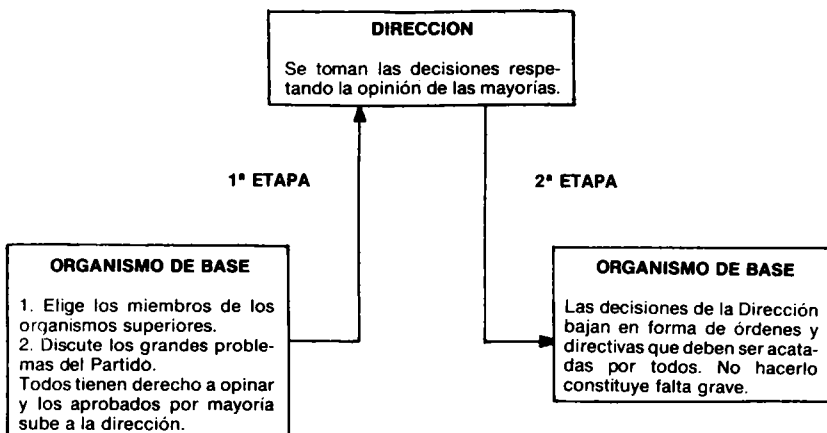 DIRECCION
Se toman las decisiones respe-
tando la opinión de las mayorías.
1ª ETAPA
2ª ETAPA
ORGANISMO DE BASE
1. Elige los miembros de los
organismos superiores.
2. Discute los grandes proble-
mas del Partido.
Todos tienen derecho a opinar
y los aprobados por mayoría
sube a la dirección.
ORGANISMO DE BASE
Las decisiones de la Dirección
bajan en forma de órdenes y
directivas que deben ser acata-
das por todos. No hacerlo
constituye falta grave.